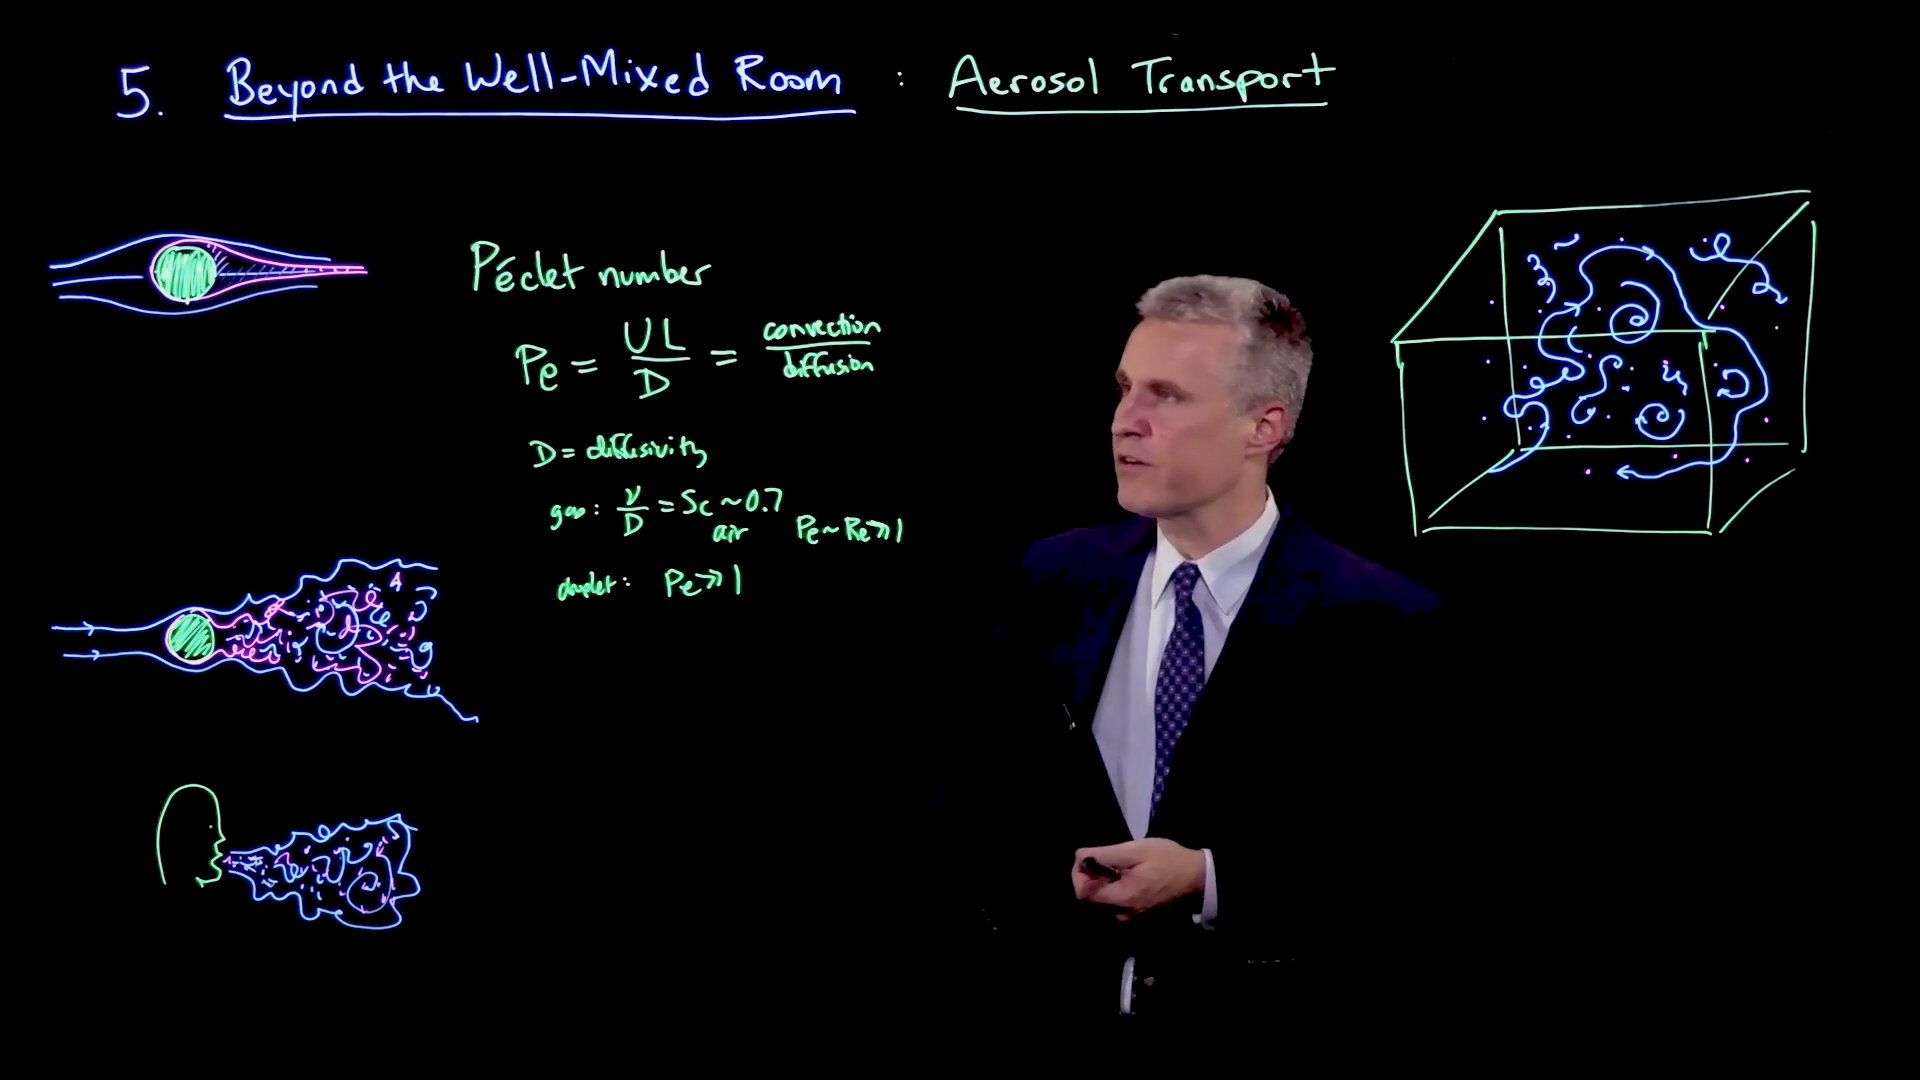 5. Beyond the Well-Mixed Room : Aerosol Transport
Péclet number
Pe = UL/D = convection/diffusion
D = diffusivity
gas: ν/D = Sc ~ 0.7
air Pe ~ Re ≫ 1
droplet: Pe ≫ 1